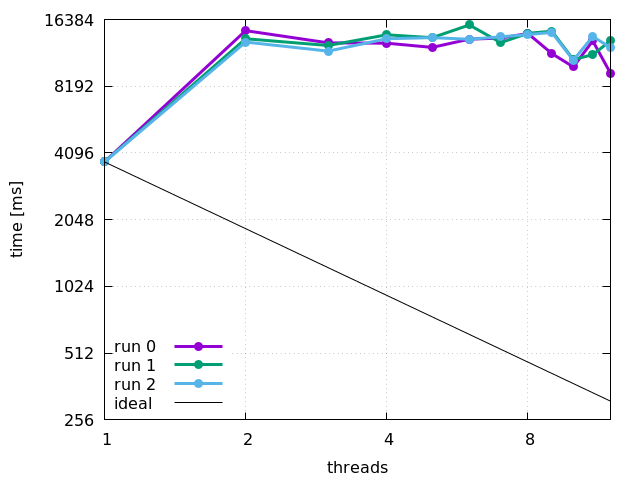 16384
8192
4096
2048
1024
512
256
time [ms]
run 0
run 1
run 2
ideal
1 2 4 8
threads